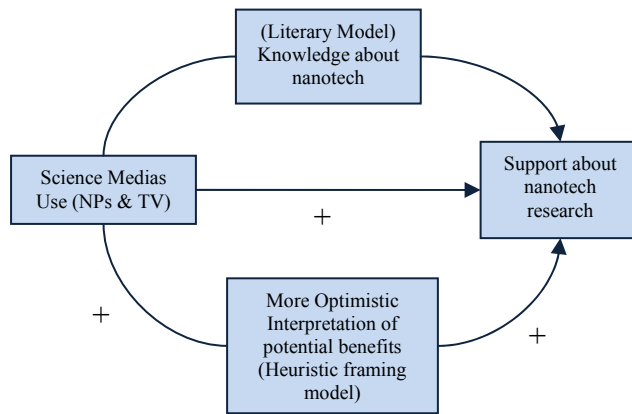 (Literary Model)
Knowledge about
nanotech
Science Medias
Use (NPs & TV)
Support about
nanotech
research
+
More Optimistic
Interpretation of
potential benefits
(Heuristic framing
model)
+
+